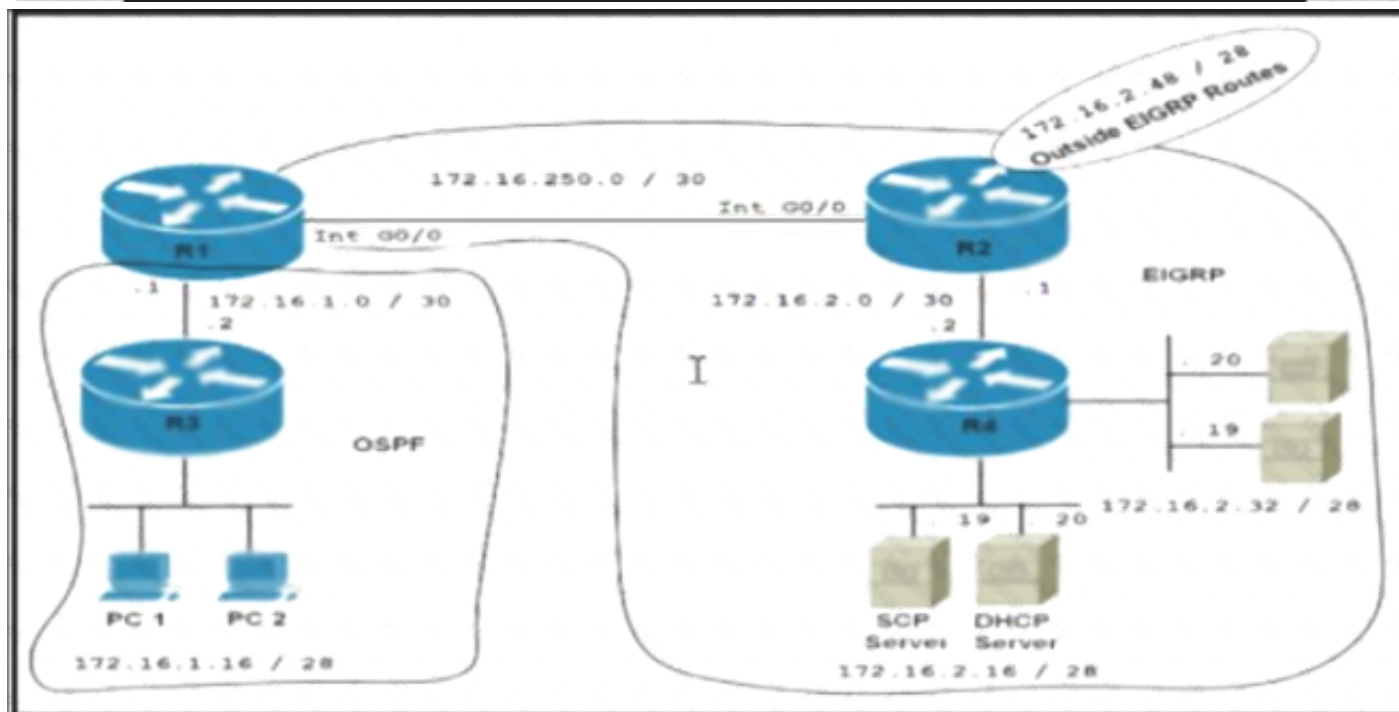 172.16.2.48 / 28
Outside EIGRP Routes
172.16.250.0 / 30
Int G0/0
Int G0/0
R1
R2
EIGRP
.1
172.16.1.0 / 30
.2
172.16.2.0 / 30
.1
.2
R3
OSPF
R4
. 20
. 19
172.16.2.32 / 28
. 19
. 20
PC 1
PC 2
SCP
Server
DHCP
Server
172.16.1.16 / 28
172.16.2.16 / 28